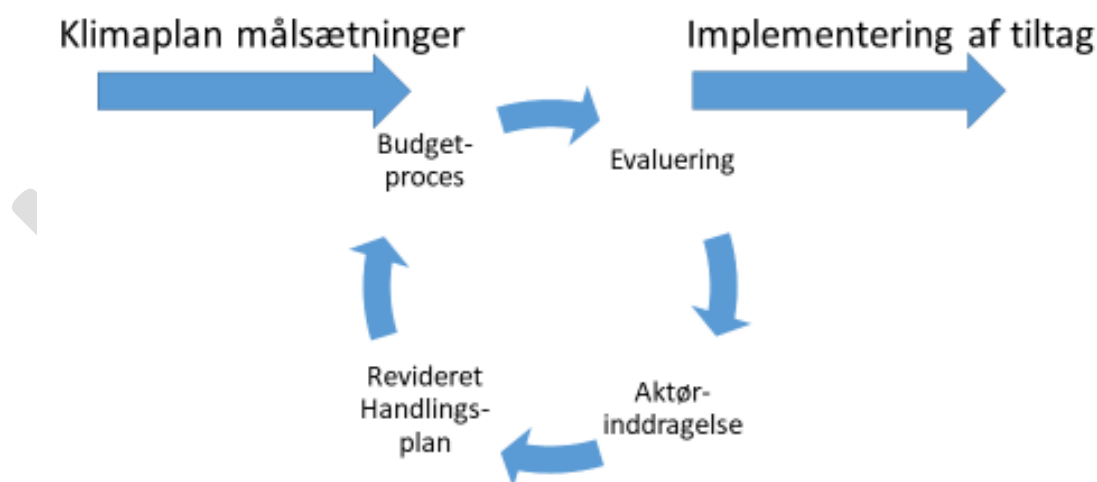 Klimaplan målsætninger
Implementering af tiltag
Budget-
proces
Evaluering
Aktør-
inddragelse
Revideret
Handlings-
plan